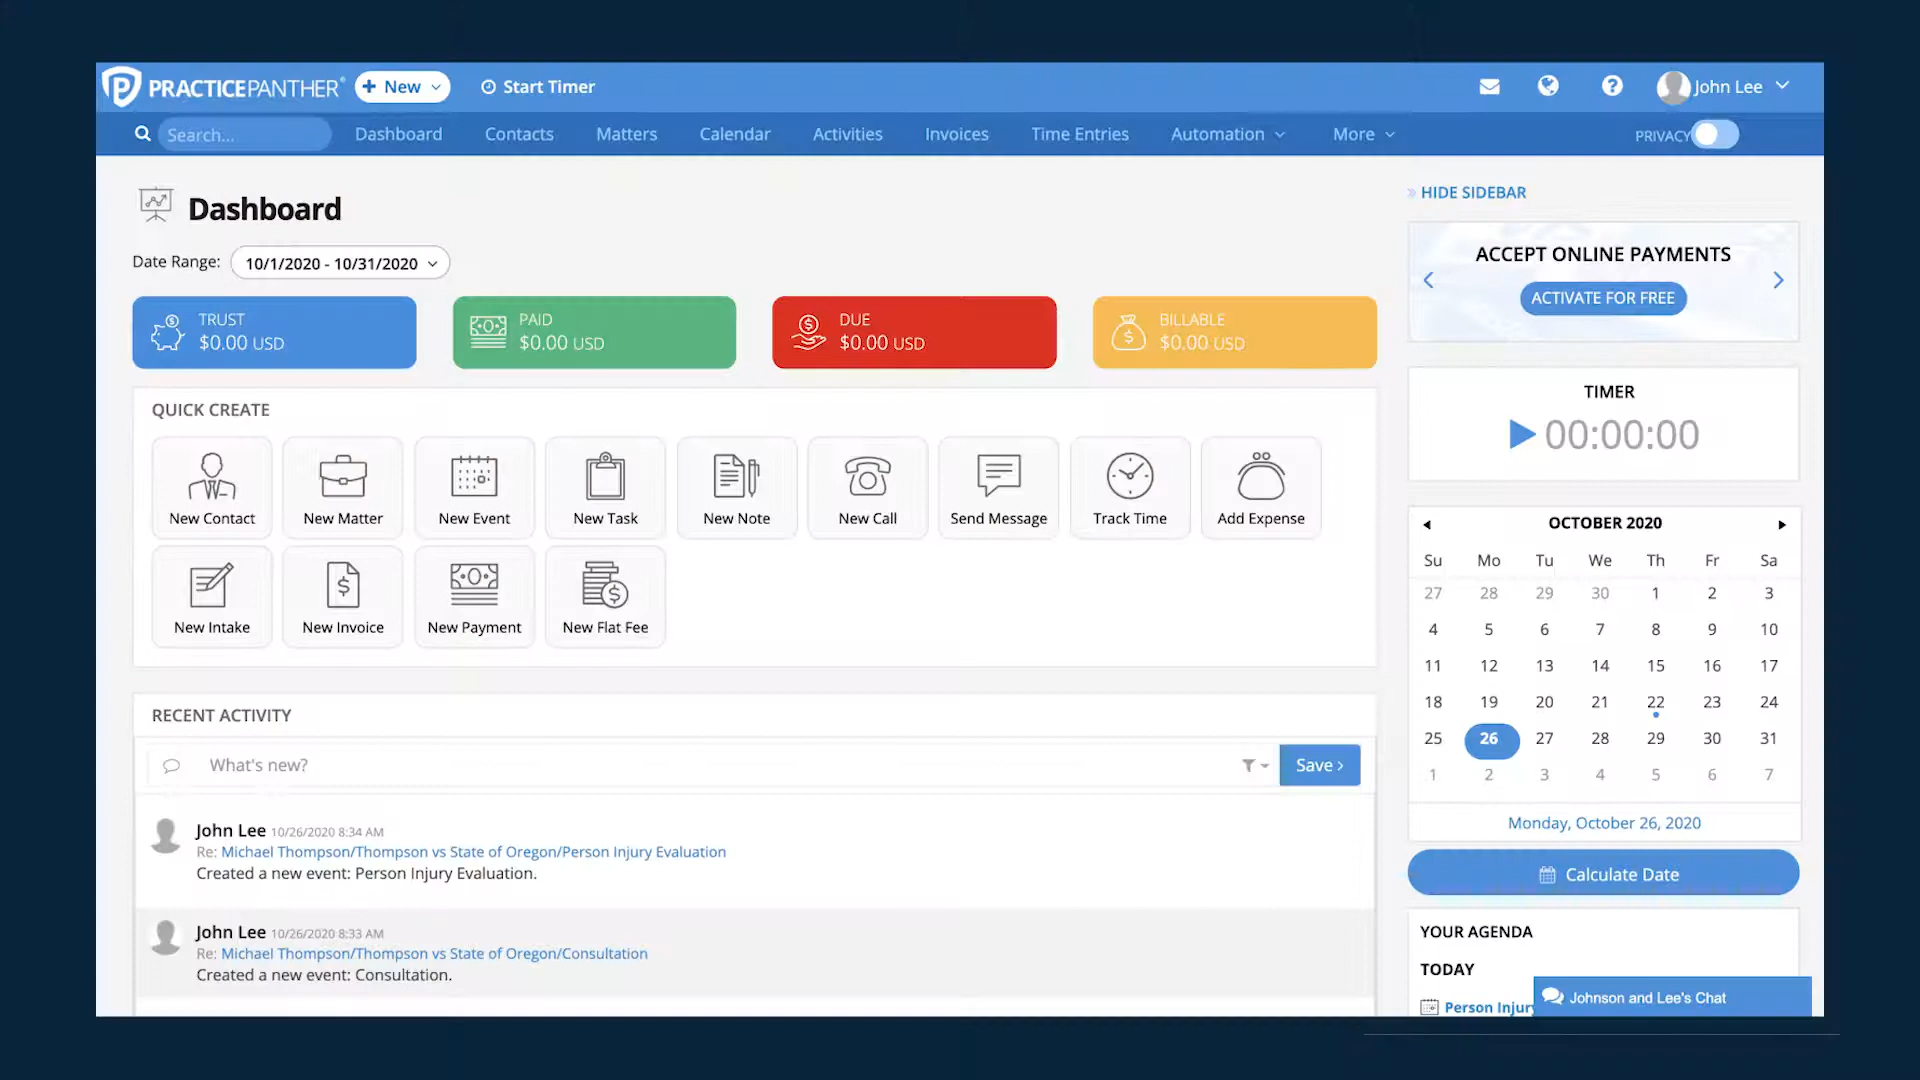 PRACTICEPANTHER®
+ New
Start Timer
John Lee
Search...
Dashboard
Contacts
Matters
Calendar
Activities
Invoices
Time Entries
Automation
More
PRIVACY
Dashboard
Date Range: 10/1/2020 - 10/31/2020
TRUST
$0.00 USD
PAID
$0.00 USD
DUE
$0.00 USD
BILLABLE
$0.00 USD
QUICK CREATE
New Contact
New Matter
New Event
New Task
New Note
New Call
Send Message
Track Time
Add Expense
New Intake
New Invoice
New Payment
New Flat Fee
RECENT ACTIVITY
What's new?
Save ›
John Lee 10/26/2020 8:34 AM
Re: Michael Thompson/Thompson vs State of Oregon/Person Injury Evaluation
Created a new event: Person Injury Evaluation.
John Lee 10/26/2020 8:33 AM
Re: Michael Thompson/Thompson vs State of Oregon/Consultation
Created a new event: Consultation.
» HIDE SIDEBAR
ACCEPT ONLINE PAYMENTS
ACTIVATE FOR FREE
TIMER
00:00:00
OCTOBER 2020
Su Mo Tu We Th Fr Sa
27 28 29 30 1 2 3
4 5 6 7 8 9 10
11 12 13 14 15 16 17
18 19 20 21 22 23 24
25 26 27 28 29 30 31
1 2 3 4 5 6 7
Monday, October 26, 2020
Calculate Date
YOUR AGENDA
TODAY
Person Injury
Johnson and Lee's Chat